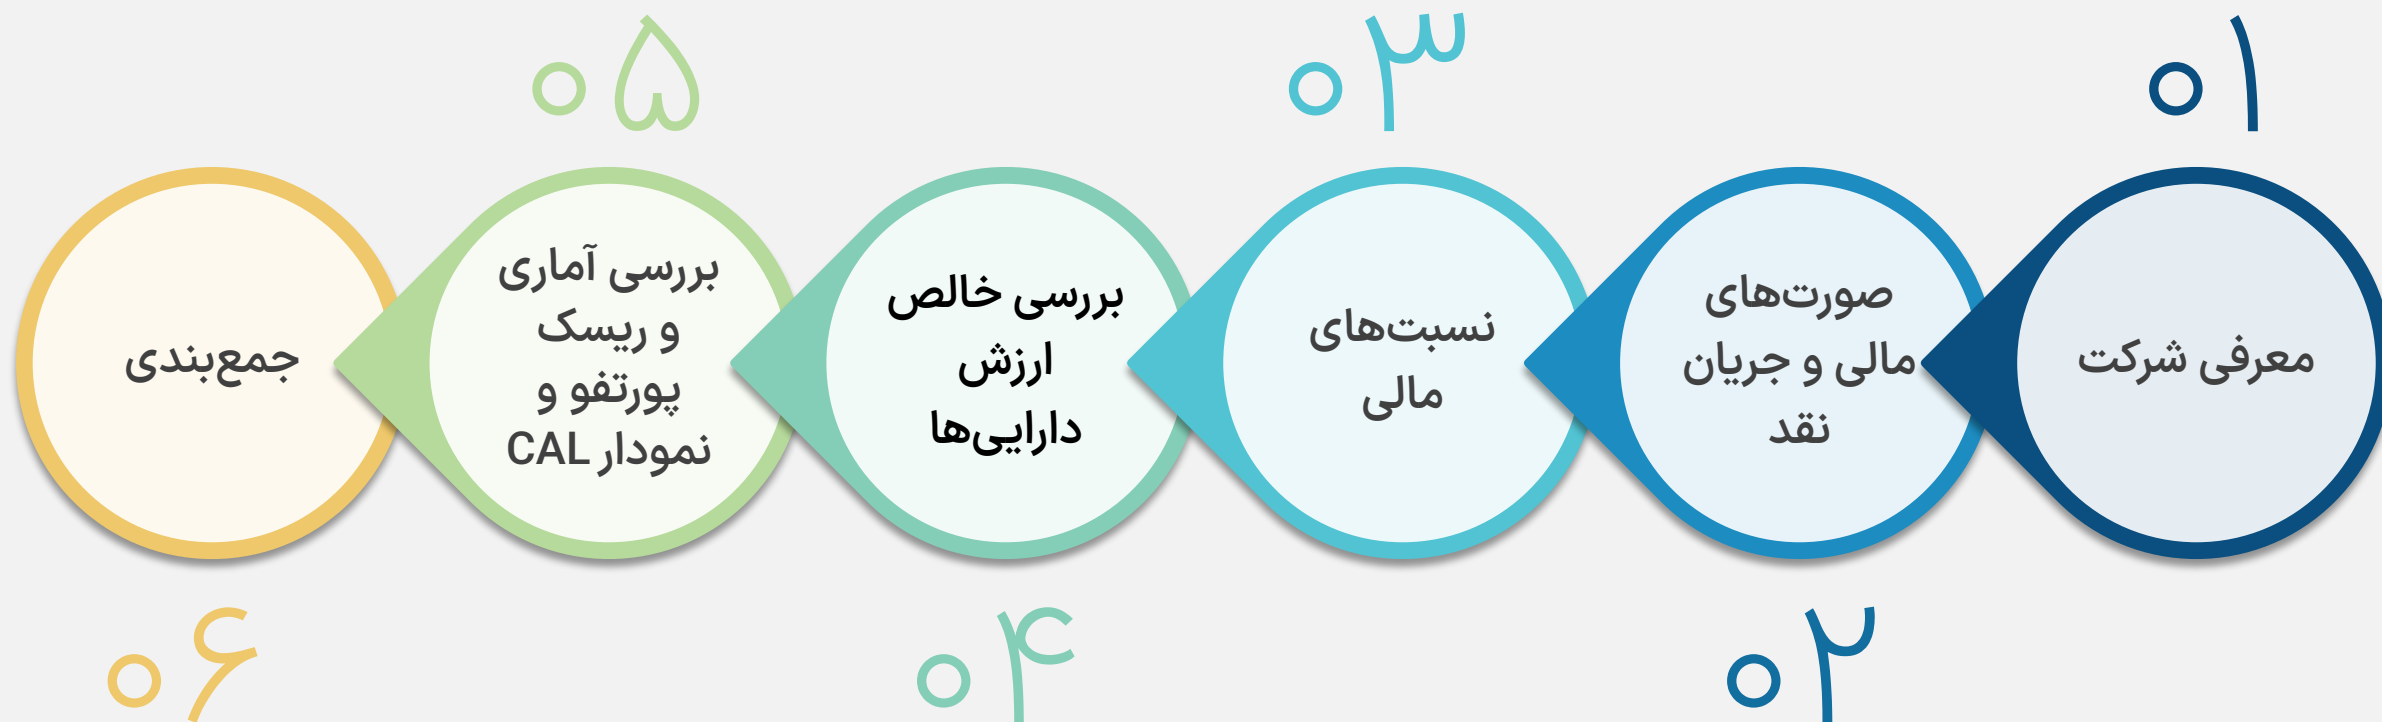 ۰۱
معرفی شرکت
۰۲
صورت‌های
مالی و جریان
نقد
۰۳
نسبت‌های
مالی
۰۴
بررسی خالص
ارزش
دارایی‌ها
۰۵
بررسی آماری
و ریسک
پورتفو و
نمودار CAL
۰۶
جمع‌بندی